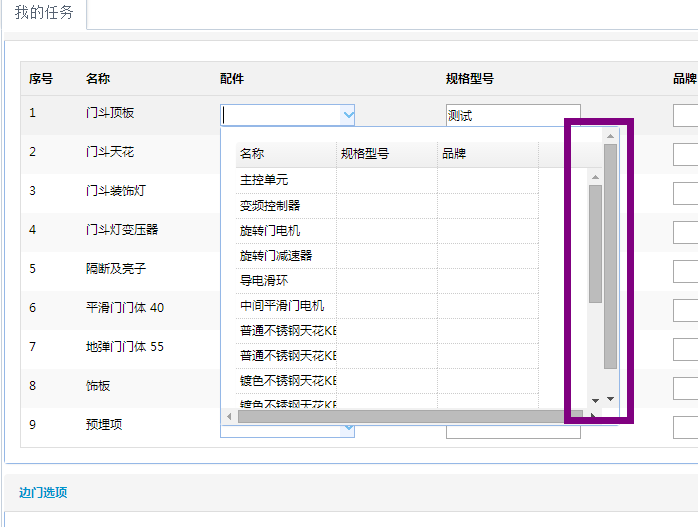 我的任务
序号 名称 配件 规格型号 品牌
1 门斗顶板 测试
2 门斗天花
3 门斗装饰灯
4 门斗灯变压器
5 隔断及亮子
6 平滑门门体 40
7 地弹门门体 55
8 饰板
9 预埋项
名称 规格型号 品牌
主控单元
变频控制器
旋转门电机
旋转门减速器
导电滑环
中间平滑门电机
普通不锈钢天花KE
普通不锈钢天花KE
镀色不锈钢天花KE
镀色不锈钢天花KE
边门选项